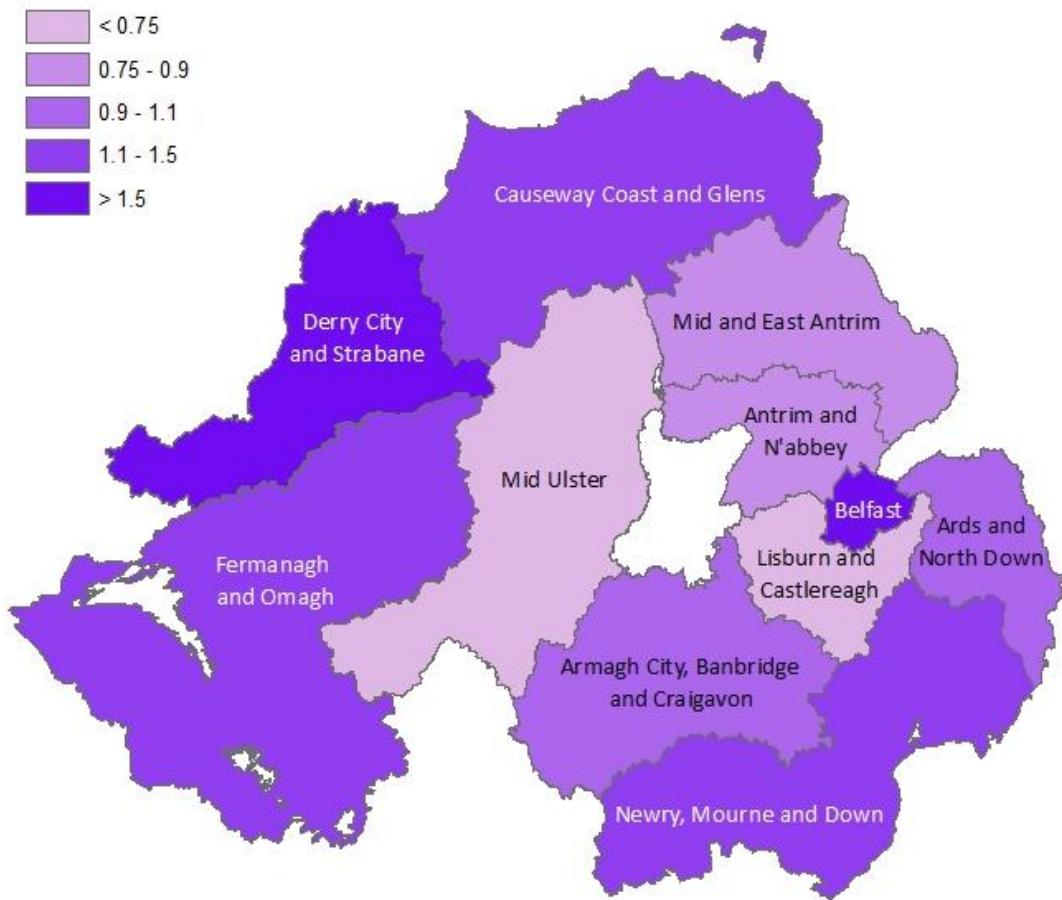 < 0.75
0.75 - 0.9
0.9 - 1.1
1.1 - 1.5
> 1.5
Causeway Coast and Glens
Derry City
and Strabane
Mid and East Antrim
Antrim and
N'abbey
Mid Ulster
Belfast
Ards and
North Down
Fermanagh
and Omagh
Lisburn and
Castlereagh
Armagh City, Banbridge
and Craigavon
Newry, Mourne and Down